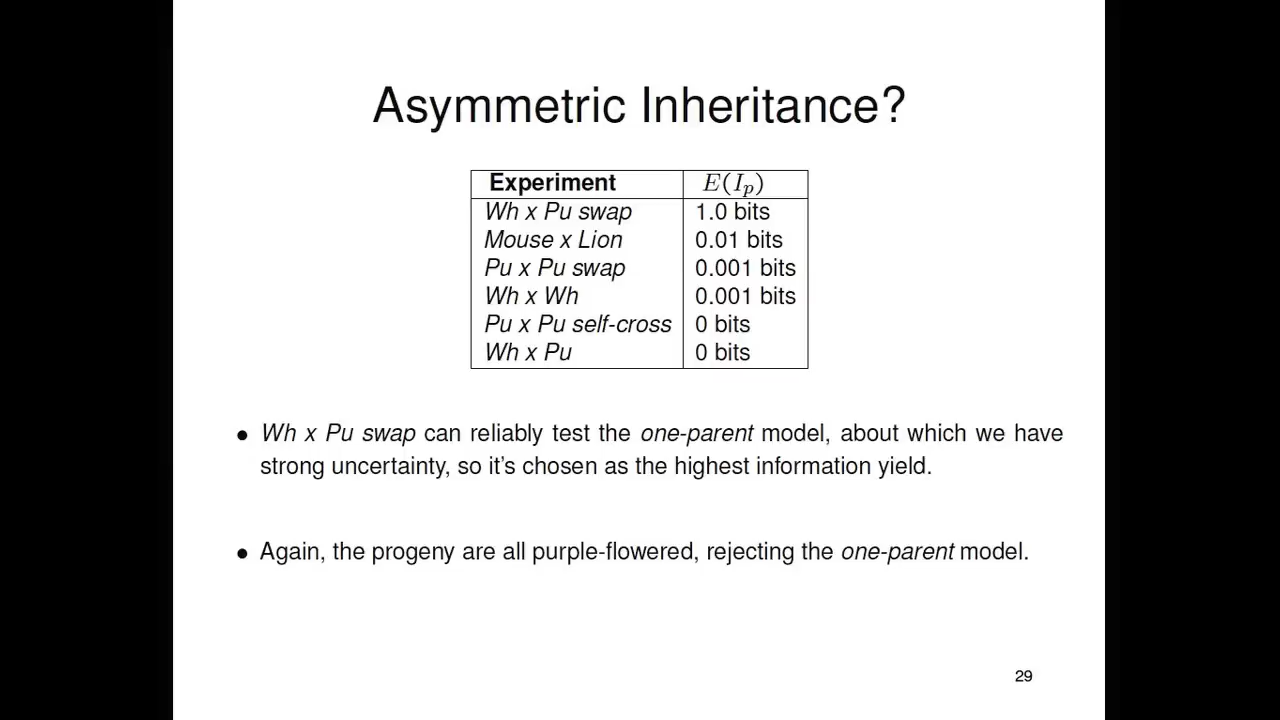 Asymmetric Inheritance?
Experiment E(Ip)
Wh x Pu swap 1.0 bits
Mouse x Lion 0.01 bits
Pu x Pu swap 0.001 bits
Wh x Wh 0.001 bits
Pu x Pu self-cross 0 bits
Wh x Pu 0 bits
• Wh x Pu swap can reliably test the one-parent model, about which we have
strong uncertainty, so it's chosen as the highest information yield.
• Again, the progeny are all purple-flowered, rejecting the one-parent model.
29